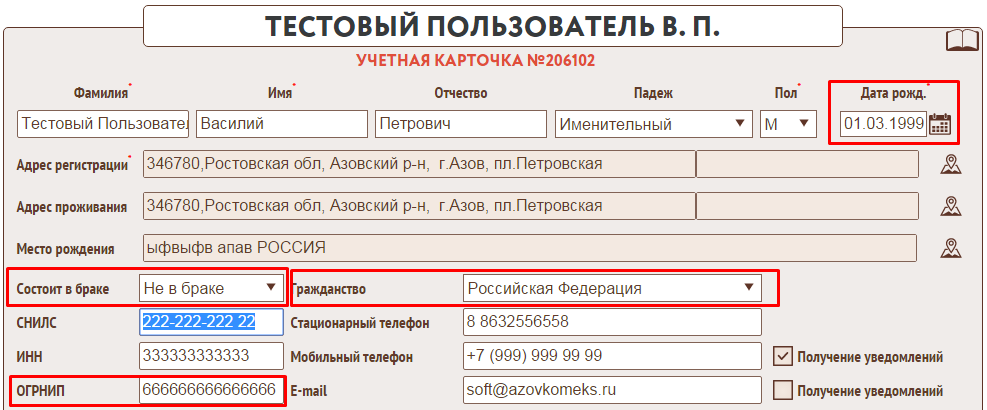 ТЕСТОВЫЙ ПОЛЬЗОВАТЕЛЬ В. П.
УЧЕТНАЯ КАРТОЧКА №206102
Фамилия* Имя* Отчество Падеж Пол* Дата рожд.*
Тестовый Пользовател Василий Петрович Именительный М 01.03.1999
Адрес регистрации* 346780,Ростовская обл, Азовский р-н, г.Азов, пл.Петровская
Адрес проживания 346780,Ростовская обл, Азовский р-н, г.Азов, пл.Петровская
Место рождения ыфвыфв апав РОССИЯ
Состоит в браке Не в браке Гражданство Российская Федерация
СНИЛС 222-222-222 22 Стационарный телефон 8 8632556558
ИНН 333333333333 Мобильный телефон +7 (999) 999 99 99 Получение уведомлений
ОГРНИП 666666666666666 E-mail soft@azovkomeks.ru Получение уведомлений